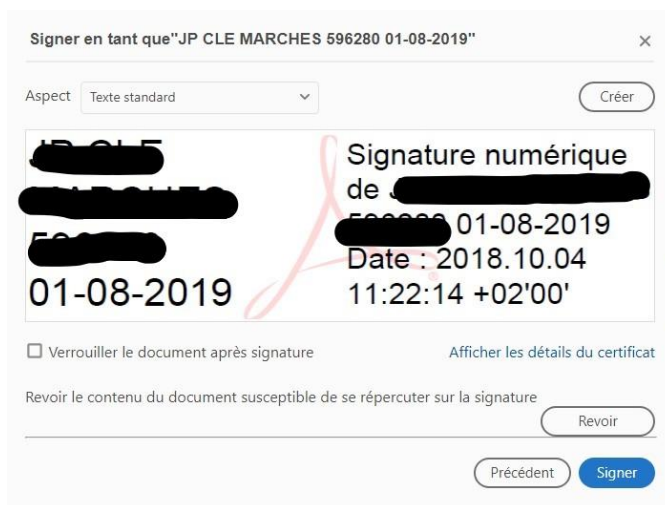 Signer en tant que"JP CLE MARCHES 596280 01-08-2019"
Aspect Texte standard
Créer
01-08-2019
Signature numérique
de
01-08-2019
Date : 2018.10.04
11:22:14 +02'00'
Verrouiller le document après signature
Afficher les détails du certificat
Revoir le contenu du document susceptible de se répercuter sur la signature
Revoir
Précédent
Signer